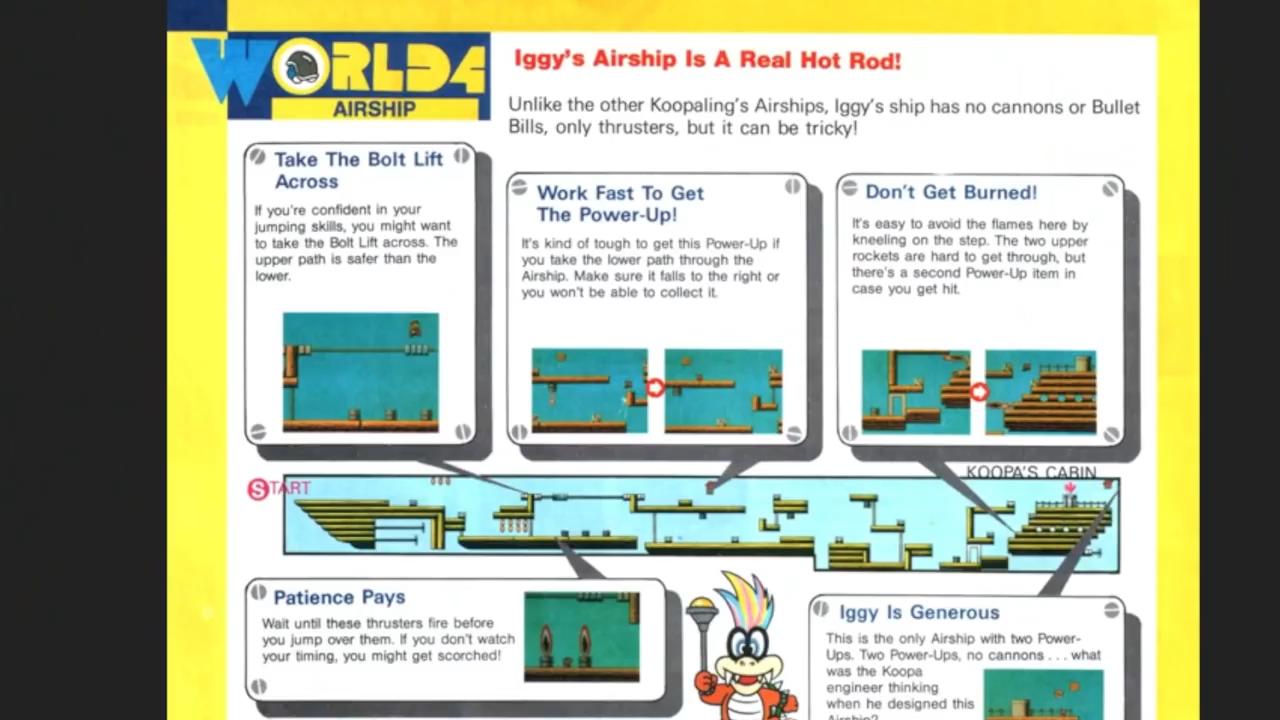 WORLD 4
AIRSHIP
Iggy's Airship Is A Real Hot Rod!
Unlike the other Koopaling's Airships, Iggy's ship has no cannons or Bullet
Bills, only thrusters, but it can be tricky!
Take The Bolt Lift
Across
If you're confident in your
jumping skills, you might want
to take the Bolt Lift across. The
upper path is safer than the
lower.
Work Fast To Get
The Power-Up!
It's kind of tough to get this Power-Up if
you take the lower path through the
Airship. Make sure it falls to the right or
you won't be able to collect it.
Don't Get Burned!
It's easy to avoid the flames here by
kneeling on the step. The two upper
rockets are hard to get through, but
there's a second Power-Up item in
case you get hit.
KOOPA'S CABIN
START
Patience Pays
Wait until these thrusters fire before
you jump over them. If you don't watch
your timing, you might get scorched!
Iggy Is Generous
This is the only Airship with two Power-
Ups. Two Power-Ups, no cannons . . . what
was the Koopa
engineer thinking
when he designed this
Airship?